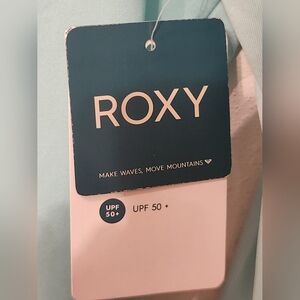 ROXY
MAKE WAVES, MOVE MOUNTAINS
UPF
50+
UPF 50 +